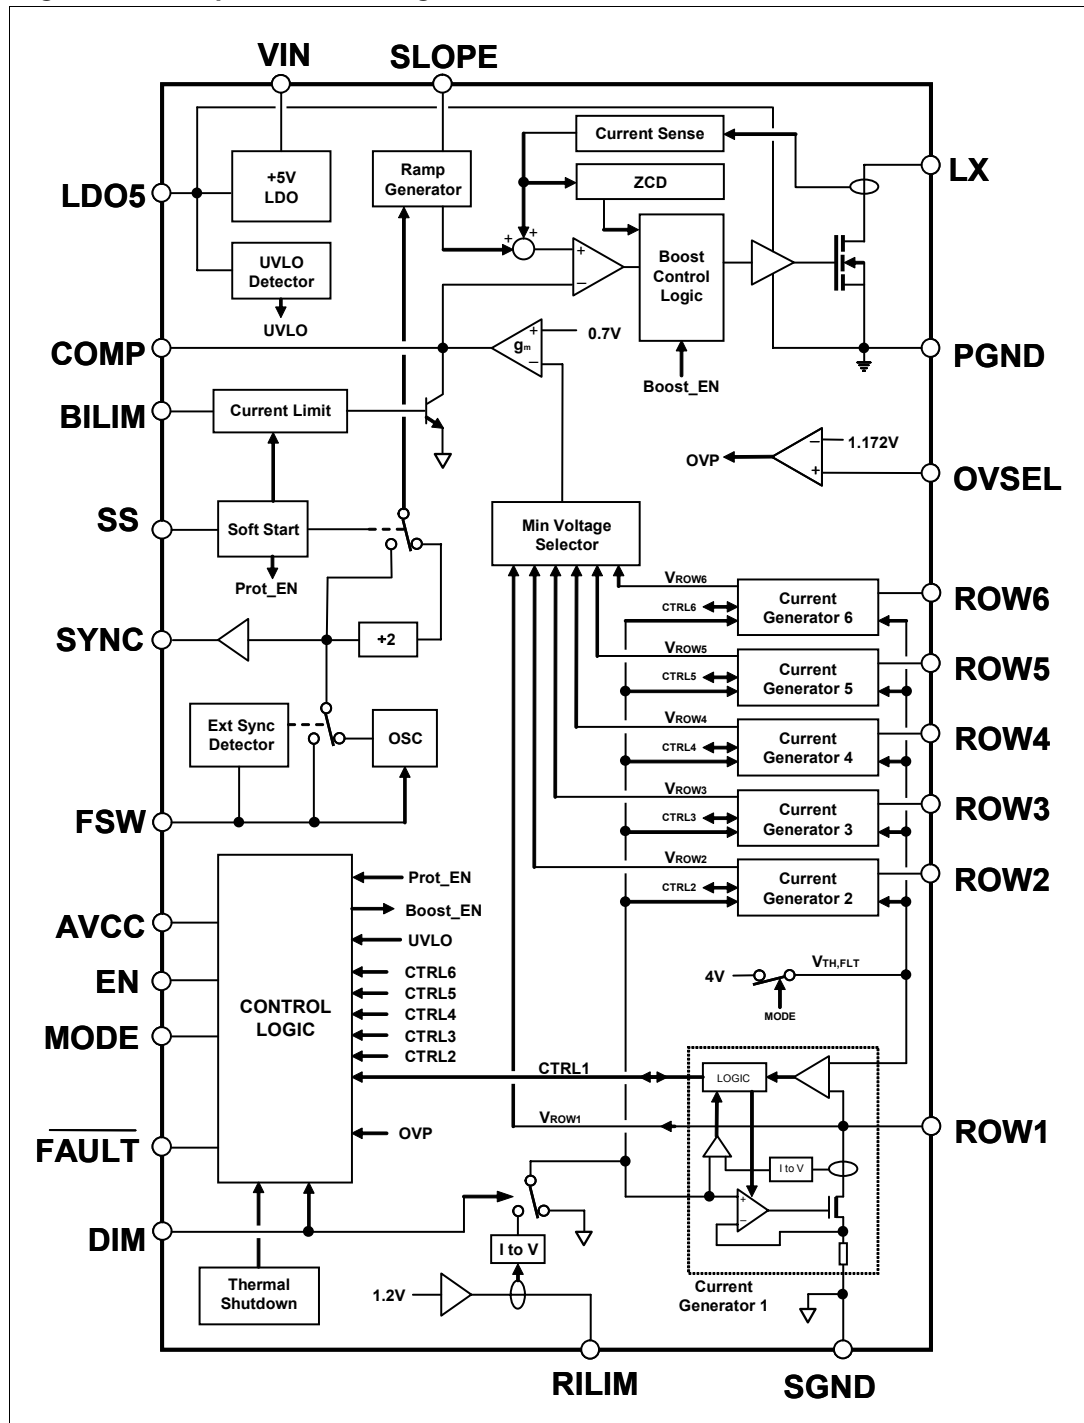 VIN
SLOPE
LDO5
+5V
LDO
Ramp
Generator
Current Sense
ZCD
LX
UVLO
Detector
UVLO
+
+
+
−
Boost
Control
Logic
Boost_EN
COMP
gm
+
−
0.7V
PGND
BILIM
Current Limit
OVP
−
+
1.172V
OVSEL
SS
Soft Start
Prot_EN
Min Voltage
Selector
SYNC
÷2
VROW6
CTRL6
Current
Generator 6
ROW6
VROW5
CTRL5
Current
Generator 5
ROW5
Ext Sync
Detector
OSC
VROW4
CTRL4
Current
Generator 4
ROW4
FSW
VROW3
CTRL3
Current
Generator 3
ROW3
VROW2
CTRL2
Current
Generator 2
ROW2
AVCC
EN
MODE
FAULT
DIM
CONTROL
LOGIC
Prot_EN
Boost_EN
UVLO
CTRL6
CTRL5
CTRL4
CTRL3
CTRL2
CTRL1
VROW1
OVP
4V
VTH,FLT
MODE
LOGIC
I to V
+
−
ROW1
Current
Generator 1
I to V
Thermal
Shutdown
1.2V
RILIM
SGND